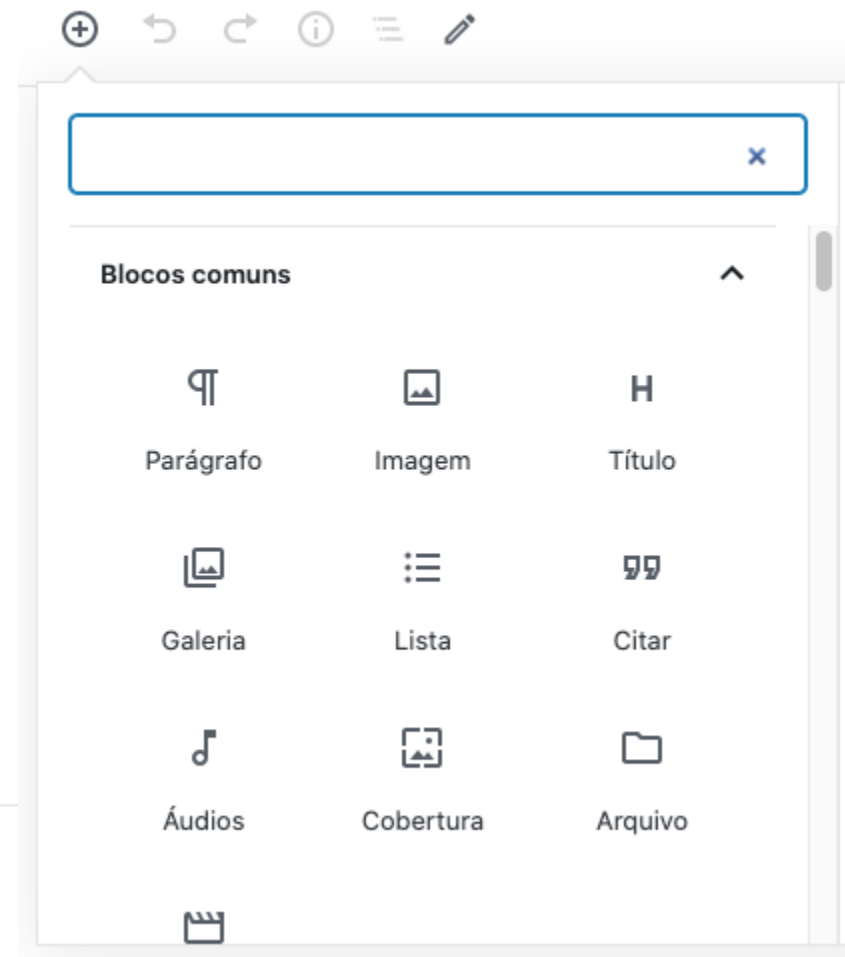 Blocos comuns
Parágrafo Imagem Título
Galeria Lista Citar
Áudios Cobertura Arquivo